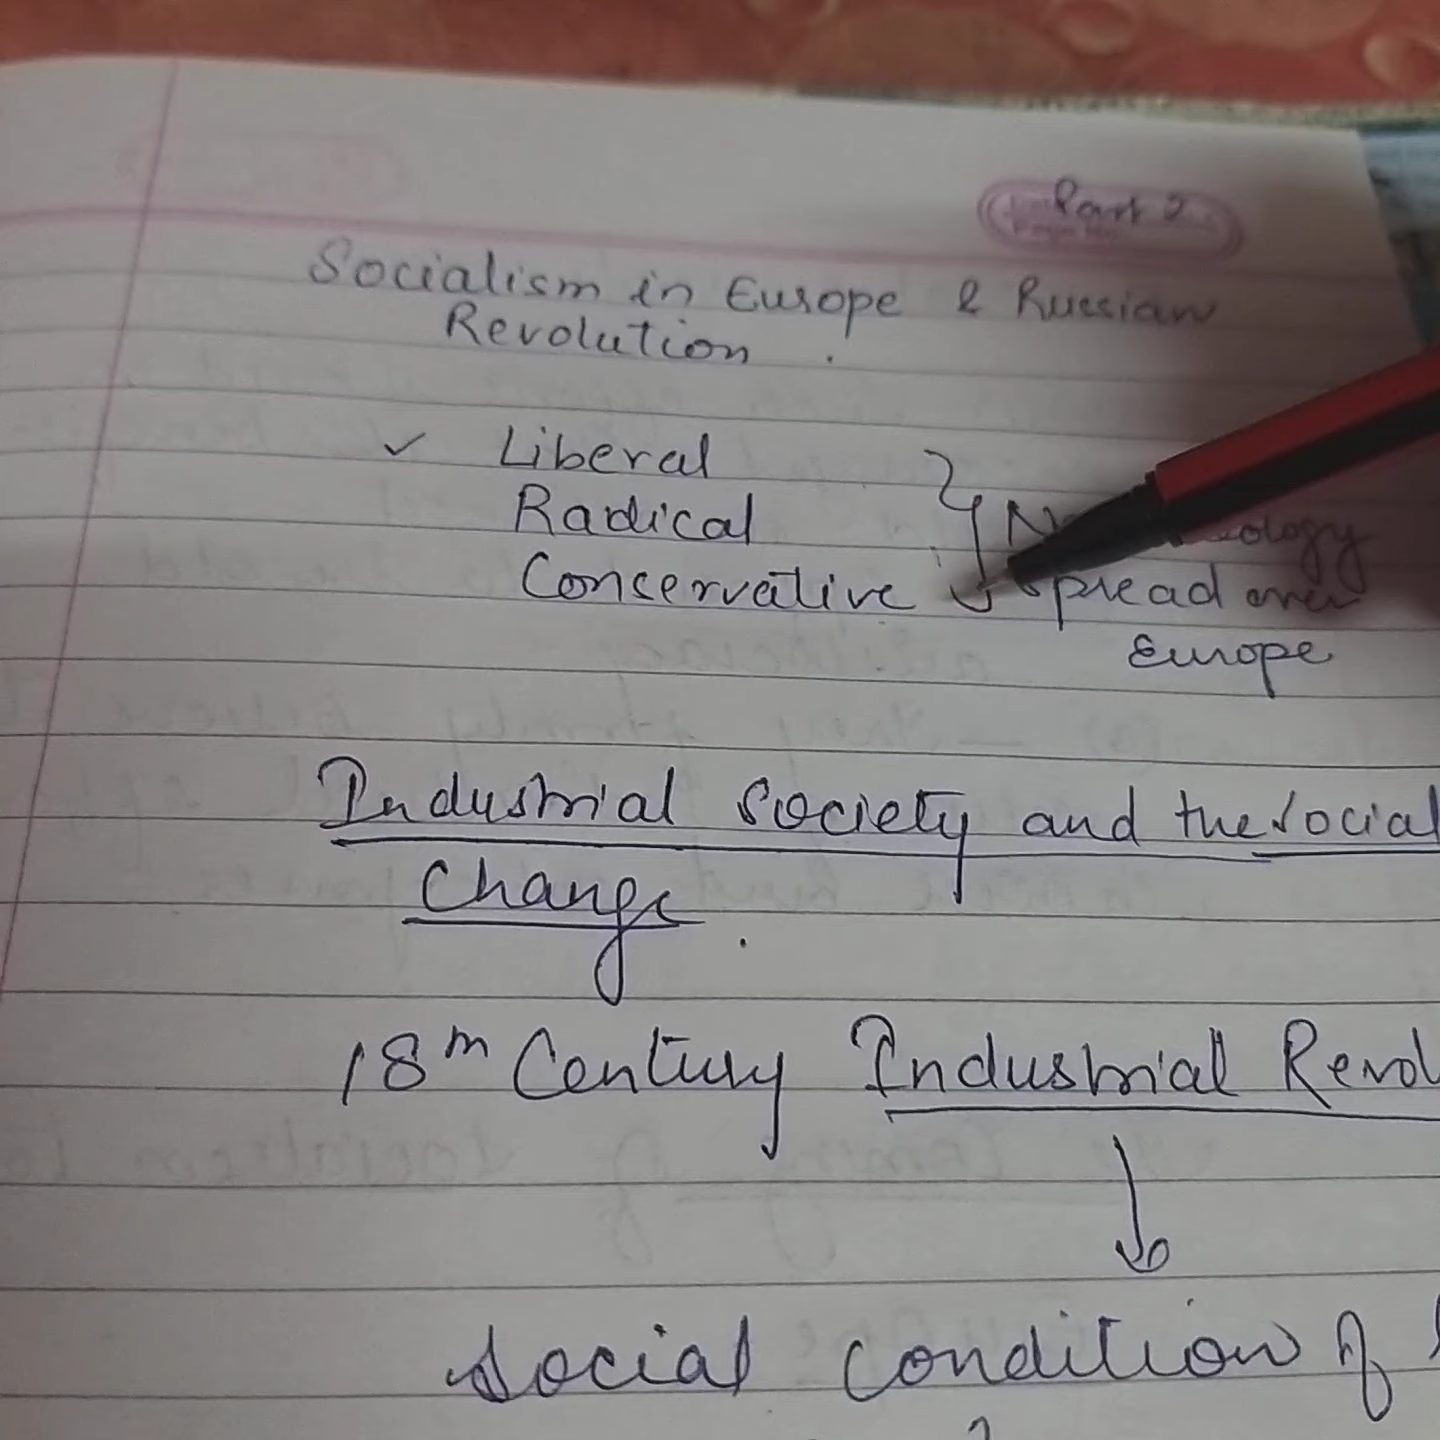 Part 2
Socialism in Europe & Russian
Revolution .
✓ Liberal
Radical
Conservative
spread over
Europe
Industrial Society and the Social
Change .
18th Century Industrial Revol
↓
Social condition of